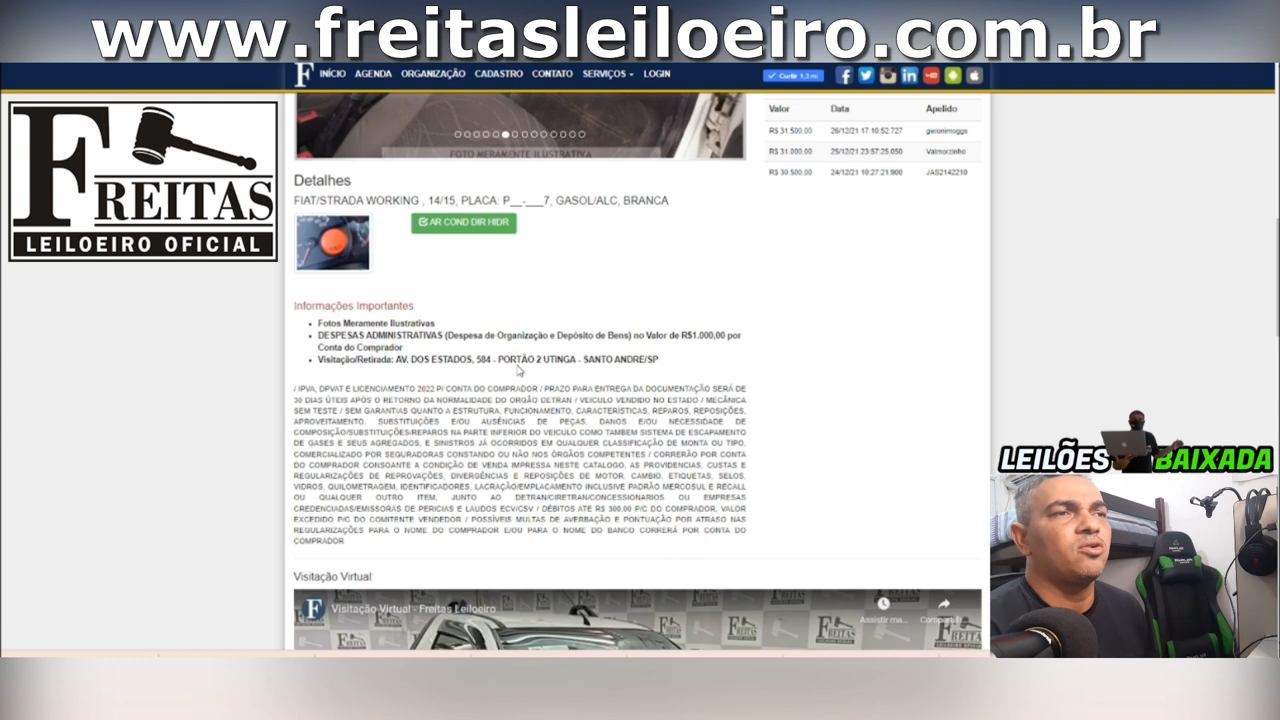 www.freitasleiloeiro.com.br
F INÍCIO AGENDA ORGANIZAÇÃO CADASTRO CONTATO SERVIÇOS LOGIN
Curtir 1,3 mi
FREITAS
LEILOEIRO OFICIAL
FOTO MERAMENTE ILUSTRATIVA
Valor Data Apelido
R$ 31.500,00 26/12/21 17:10:52.727 geronimoggs
R$ 31.000,00 25/12/21 23:57:25.050 Valmorzinho
R$ 30.500,00 24/12/21 10:27:21.900 JAS2142210
Detalhes
FIAT/STRADA WORKING , 14/15, PLACA: P__-___7, GASOL/ALC, BRANCA
AR COND DIR HIDR
Informações Importantes
Fotos Meramente Ilustrativas
DESPESAS ADMINISTRATIVAS (Despesa de Organização e Depósito de Bens) no Valor de R$1.000,00 por
Conta do Comprador
Visitação/Retirada: AV, DOS ESTADOS, 584 - PORTÃO 2 UTINGA - SANTO ANDRE/SP
/ IPVA, DPVAT E LICENCIAMENTO 2022 P/ CONTA DO COMPRADOR / PRAZO PARA ENTREGA DA DOCUMENTAÇÃO SERÁ DE
30 DIAS ÚTEIS APÓS O RETORNO DA NORMALIDADE DO ORGÃO DETRAN / VEICULO VENDIDO NO ESTADO / MECÂNICA
SEM TESTE / SEM GARANTIAS QUANTO A ESTRUTURA, FUNCIONAMENTO, CARACTERÍSTICAS, REPAROS, REPOSIÇÕES,
APROVEITAMENTO, SUBSTITUIÇÕES E/OU AUSÊNCIAS DE PEÇAS, DANOS E/OU NECESSIDADE DE
COMPOSIÇÃO/SUBSTITUIÇÕES/REPAROS NA PARTE INFERIOR DO VEICULO COMO TAMBEM SISTEMA DE ESCAPAMENTO
DE GASES E SEUS AGREGADOS, E SINISTROS JÁ OCORRIDOS EM QUALQUER CLASSIFICAÇÃO DE MONTA OU TIPO,
COMERCIALIZADO POR SEGURADORAS CONSTANDO OU NÃO NOS ÓRGÃOS COMPETENTES / CORRERÃO POR CONTA
DO COMPRADOR CONSOANTE A CONDIÇÃO DE VENDA IMPRESSA NESTE CATALOGO, AS PROVIDENCIAS, CUSTAS E
REGULARIZAÇÕES DE REPROVAÇÕES, DIVERGÊNCIAS E REPOSIÇÕES DE MOTOR, CAMBIO, ETIQUETAS, SELOS,
VIDROS, QUILOMETRAGEM, IDENTIFICADORES, LACRAÇÃO/EMPLACAMENTO INCLUSIVE PADRÃO MERCOSUL E RECALL
OU QUALQUER OUTRO ITEM, JUNTO AO DETRAN/CIRETRAN/CONCESSIONARIOS OU EMPRESAS
CREDENCIADAS/EMISSORAS DE PERICIAS E LAUDOS ECV/CSV / DÉBITOS ATE R$ 300,00 P/C DO COMPRADOR, VALOR
EXCEDIDO P/C DO COMITENTE VENDEDOR / POSSÍVEIS MULTAS DE AVERBAÇÃO E PONTUAÇÃO POR ATRASO NAS
REGULARIZAÇÕES PARA O NOME DO COMPRADOR E/OU PARA O NOME DO BANCO CORRERÁ POR CONTA DO
COMPRADOR
Visitação Virtual:
F Visitação Virtual - Freitas Leiloeiro
Assistir ma...
LEILÕES BAIXADA